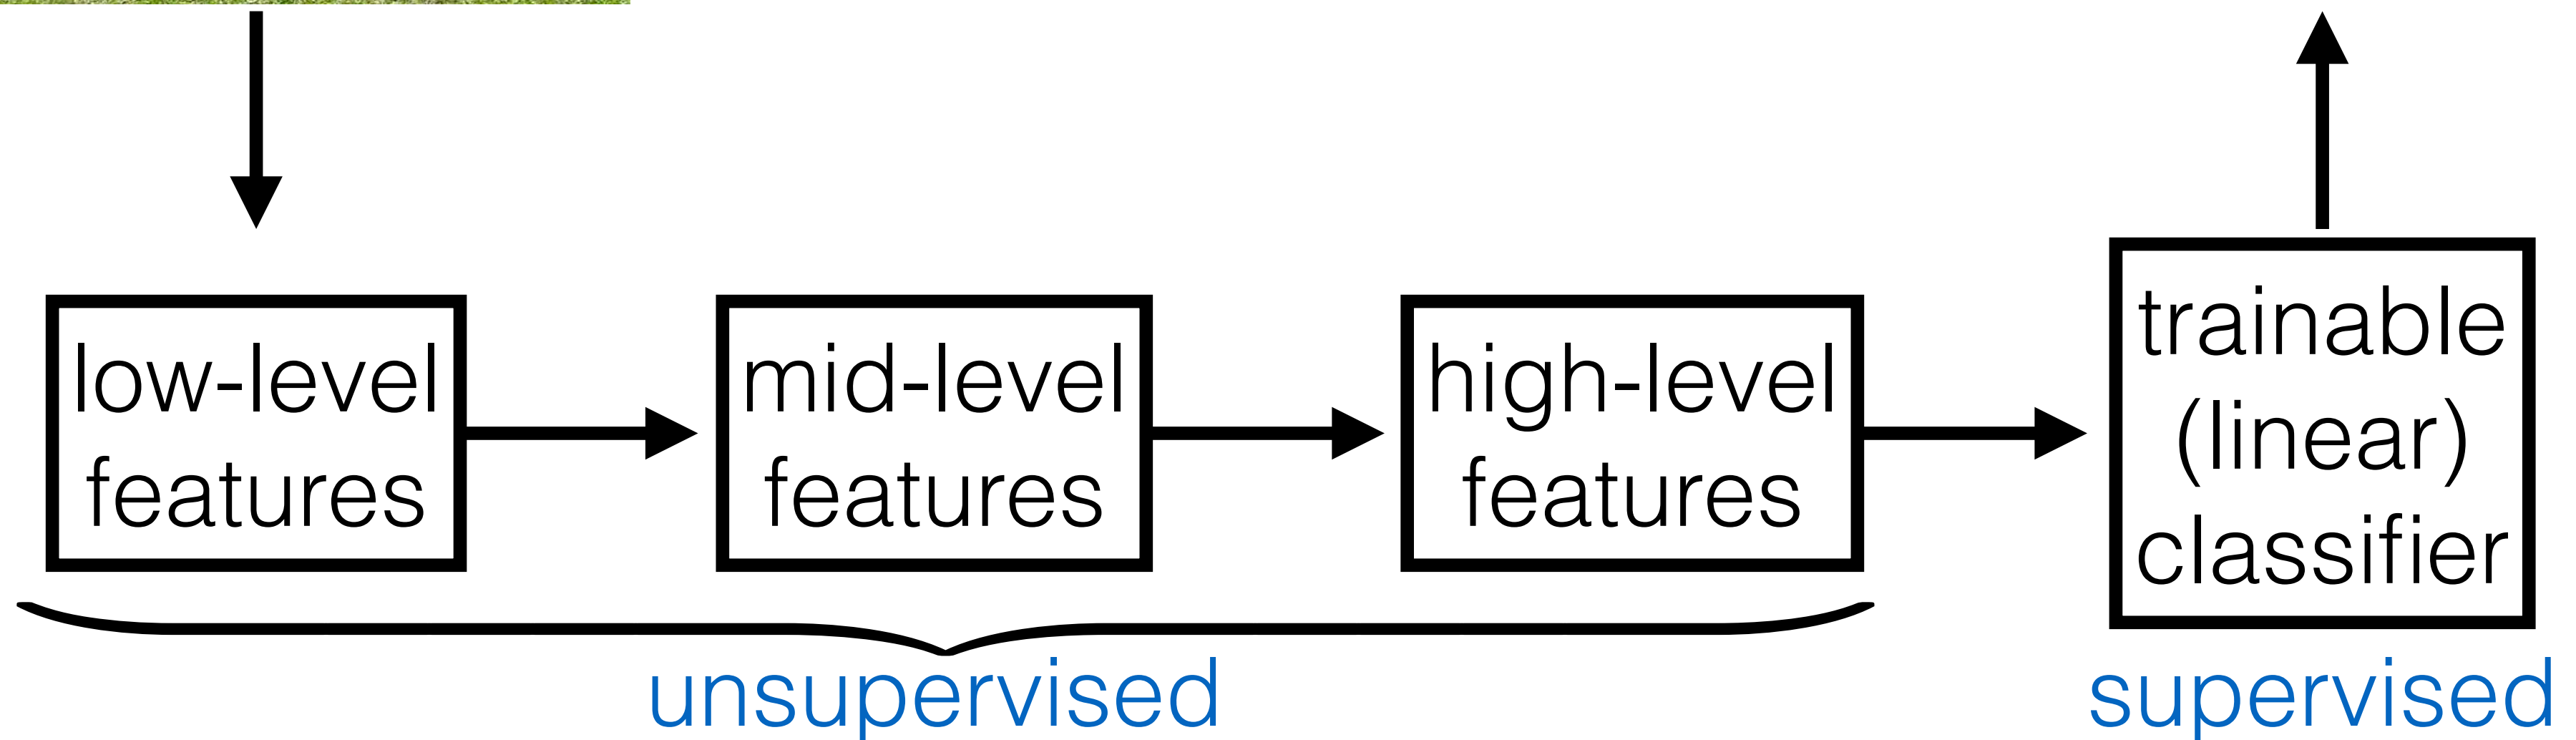 low-level
features
mid-level
features
high-level
features
trainable
(linear)
classifier
unsupervised
supervised